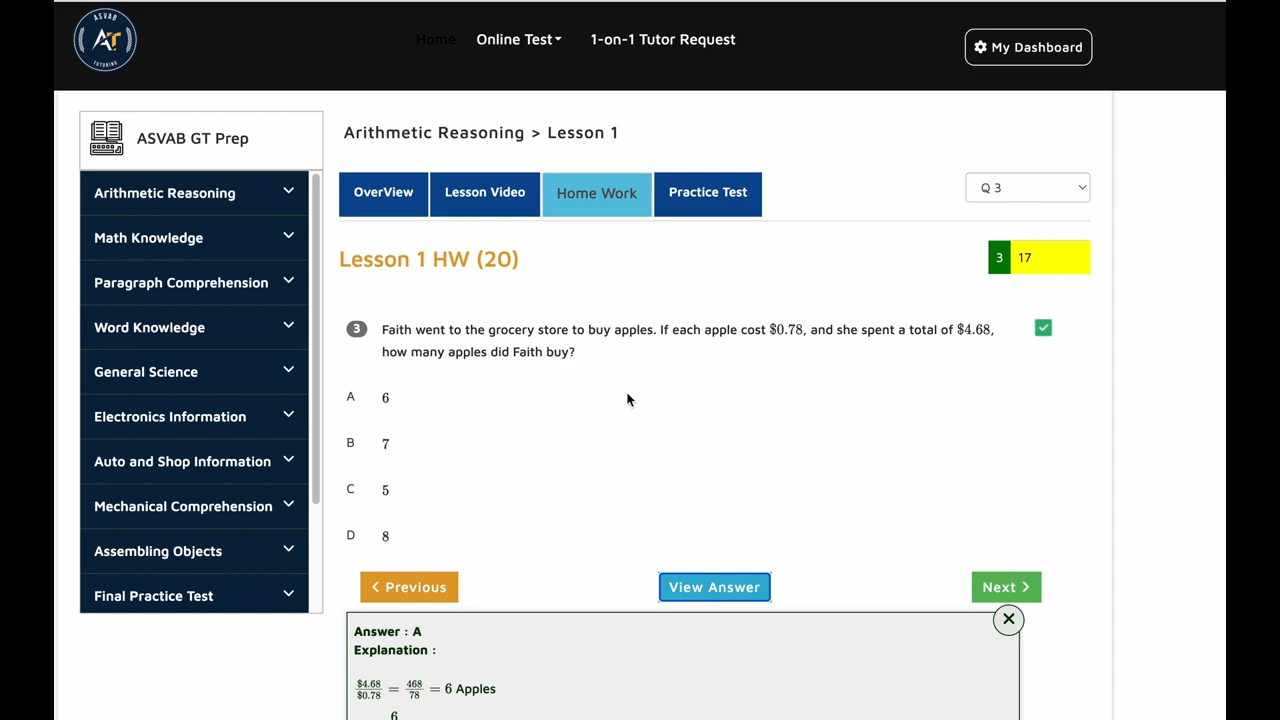 ASVAB
AT
TUTORING
Home
Online Test
1-on-1 Tutor Request
My Dashboard
ASVAB GT Prep
Arithmetic Reasoning
Math Knowledge
Paragraph Comprehension
Word Knowledge
General Science
Electronics Information
Auto and Shop Information
Mechanical Comprehension
Assembling Objects
Final Practice Test
Arithmetic Reasoning > Lesson 1
OverView
Lesson Video
Home Work
Practice Test
Q 3
Lesson 1 HW (20)
3 17
3 Faith went to the grocery store to buy apples. If each apple cost $0.78, and she spent a total of $4.68,
how many apples did Faith buy?
A 6
B 7
C 5
D 8
< Previous
View Answer
Next >
Answer : A
Explanation :
$4.68/$0.78 = 468/78 = 6 Apples
6